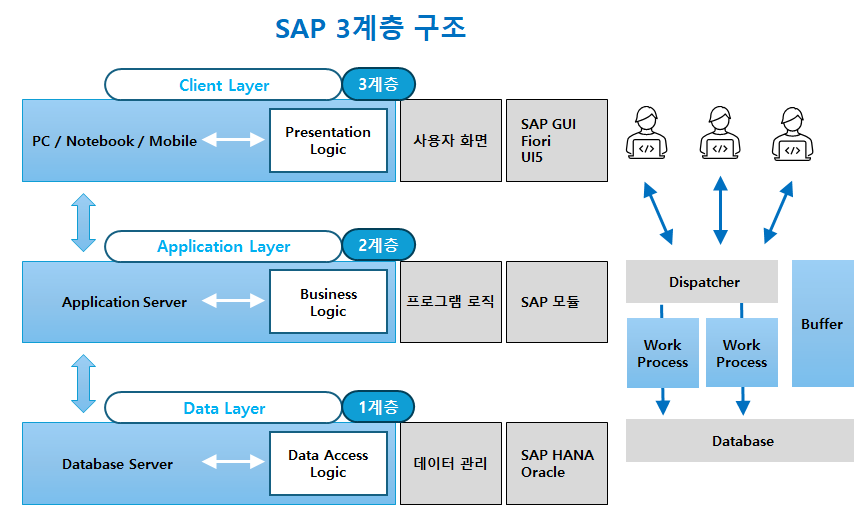 SAP 3계층 구조
Client Layer
3계층
PC / Notebook / Mobile
Presentation
Logic
사용자 화면
SAP GUI
Fiori
UI5
Application Layer
2계층
Application Server
Business
Logic
프로그램 로직
SAP 모듈
Data Layer
1계층
Database Server
Data Access
Logic
데이터 관리
SAP HANA
Oracle
Dispatcher
Work
Process
Work
Process
Buffer
Database